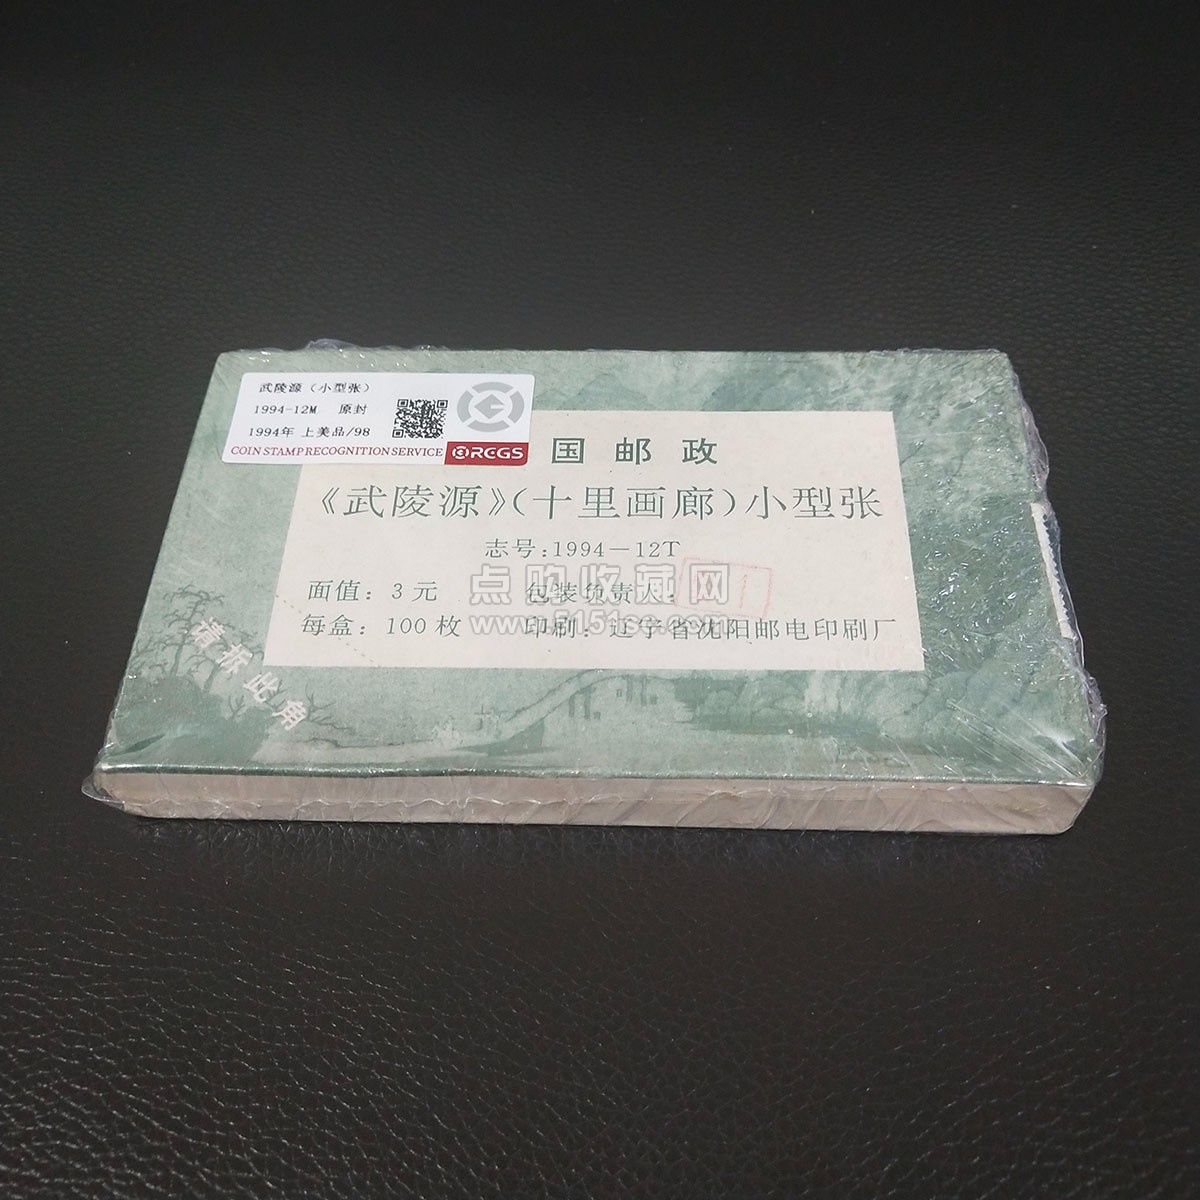 武陵源（小型张）
1994-12M 原封
1994年 上美品/98
COIN STAMP RECOGNITION SERVICE
RCGS
国邮政
《武陵源》（十里画廊）小型张
志号：1994－12T
面值：3元 包装负责人：
每盒：100枚 印刷：辽宁省沈阳邮电印刷厂
请拆此角
点购收藏网
www.5151sc.com